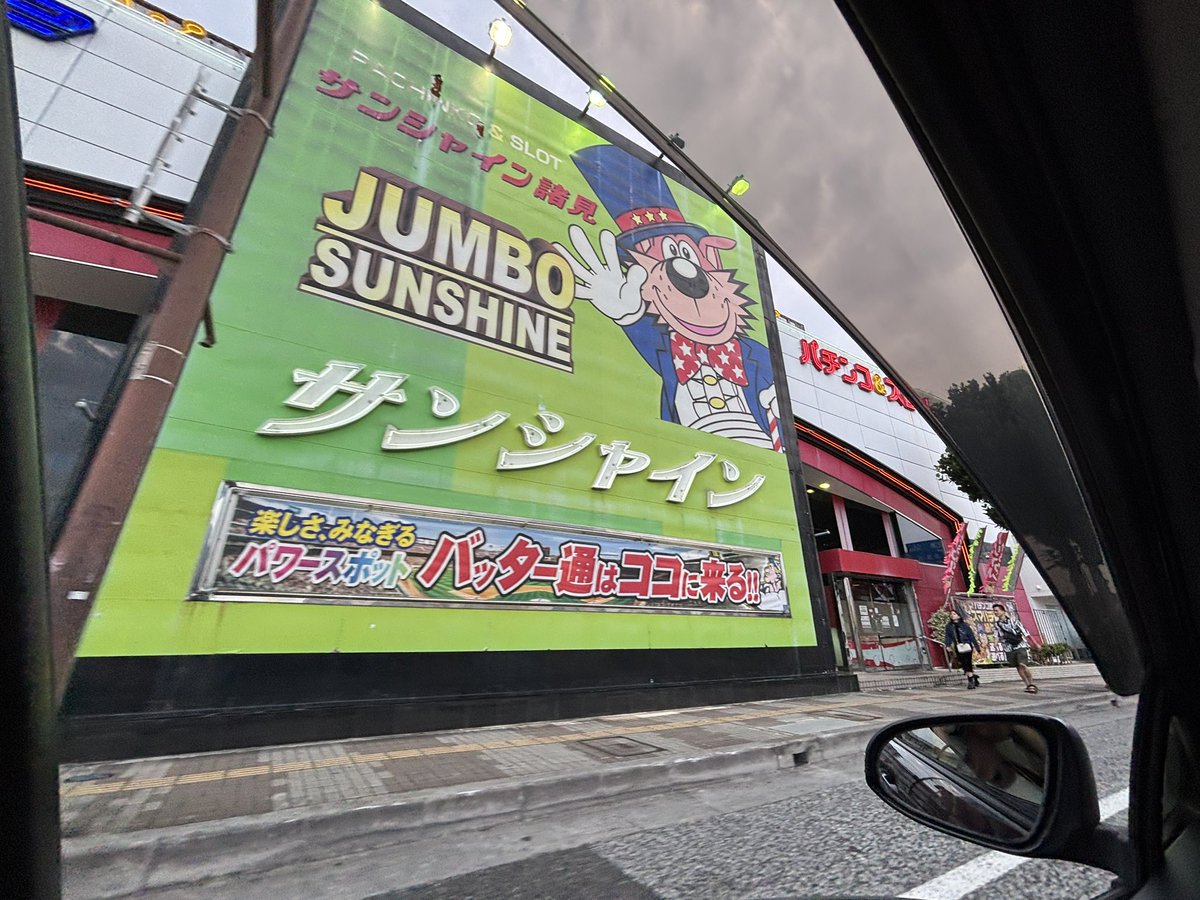 PACHINKO & SLOT
サンシャイン諸見
JUMBO
SUNSHINE
サンシャイン
楽しさ、みなぎる
パワースポット
バッター通はココに来る!!
パチンコ&ス